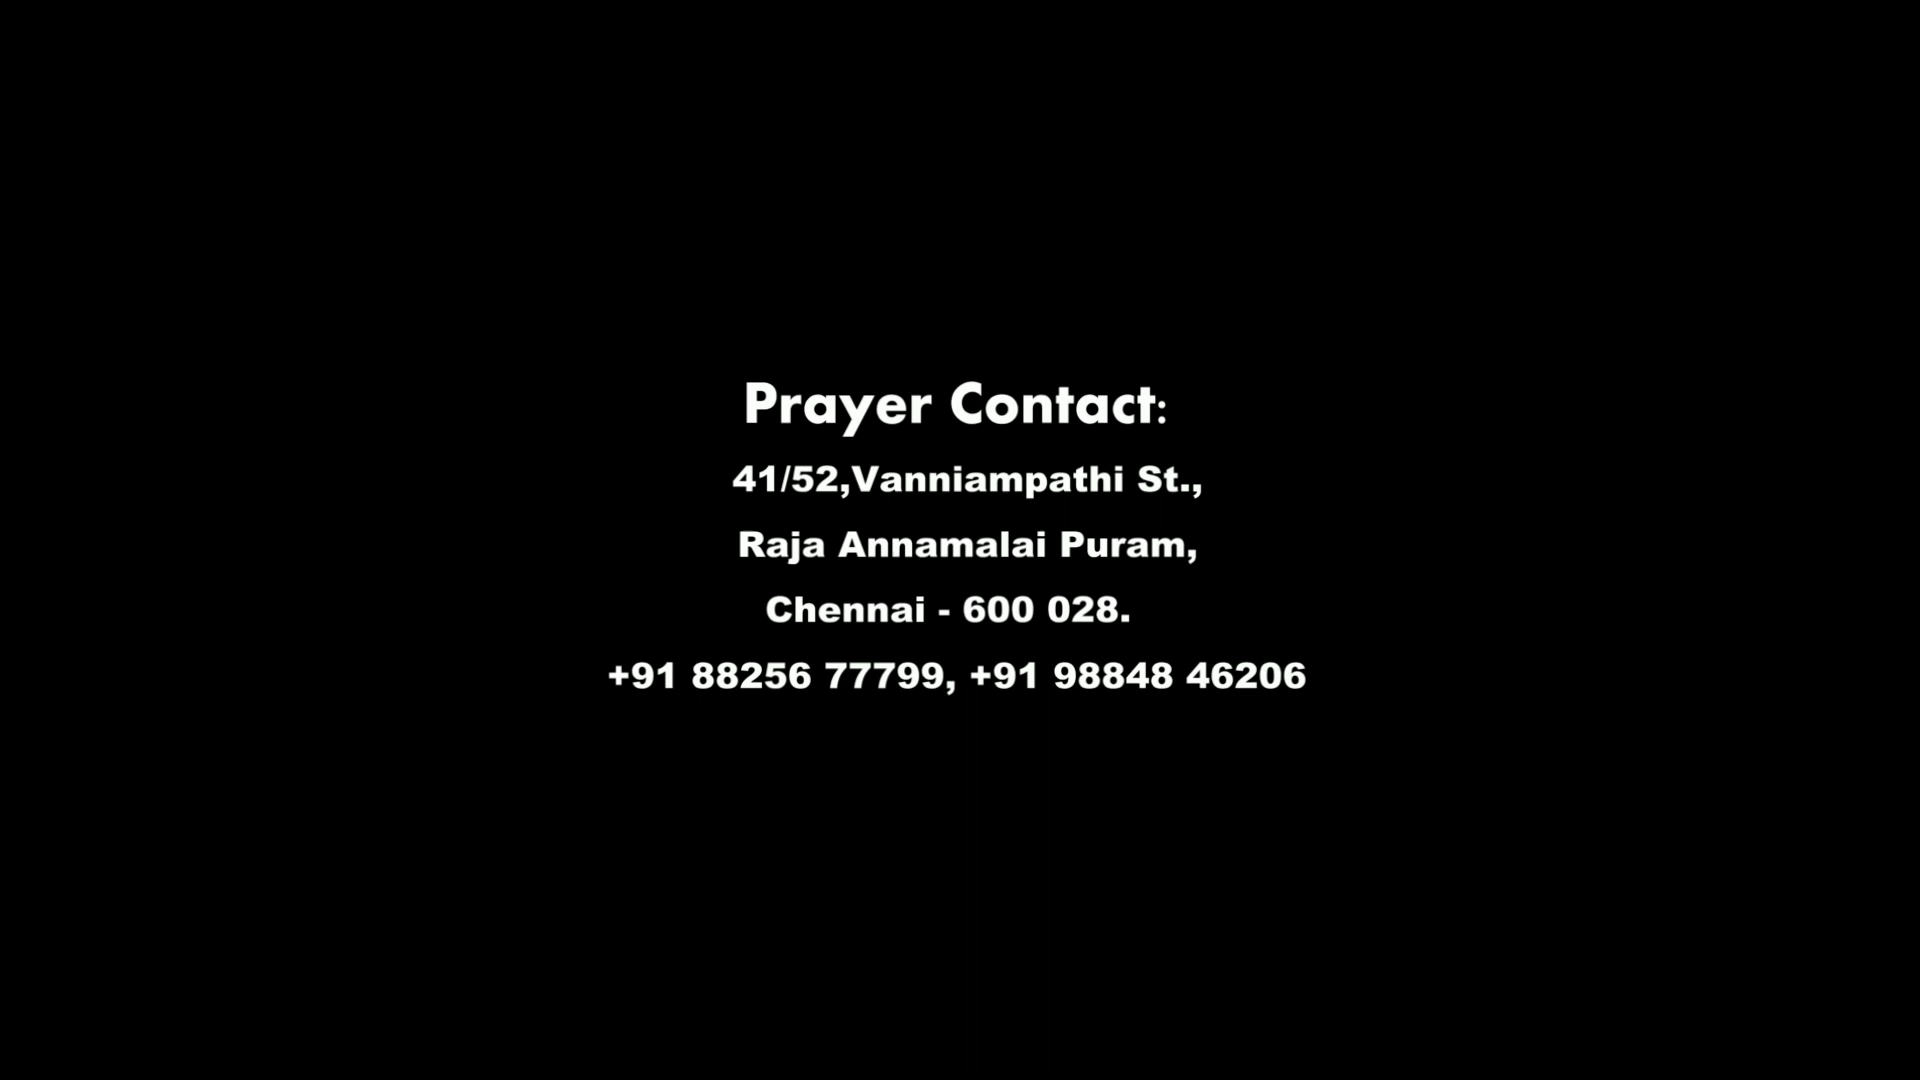 Prayer Contact:
41/52,Vanniampathi St.,
Raja Annamalai Puram,
Chennai - 600 028.
+91 88256 77799, +91 98848 46206